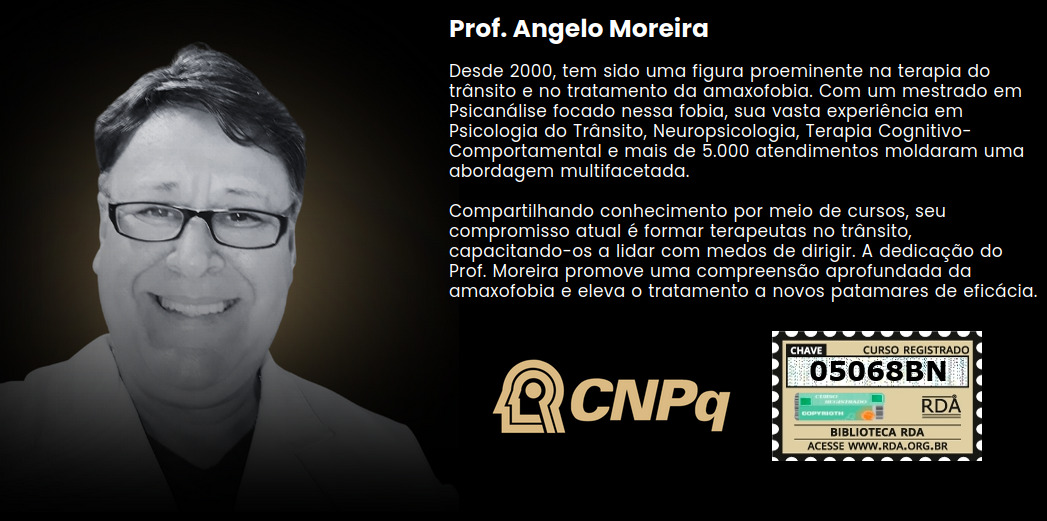 Prof. Angelo Moreira
Desde 2000, tem sido uma figura proeminente na terapia do
trânsito e no tratamento da amaxofobia. Com um mestrado em
Psicanálise focado nessa fobia, sua vasta experiência em
Psicologia do Trânsito, Neuropsicologia, Terapia Cognitivo-
Comportamental e mais de 5.000 atendimentos moldaram uma
abordagem multifacetada.
Compartilhando conhecimento por meio de cursos, seu
compromisso atual é formar terapeutas no trânsito,
capacitando-os a lidar com medos de dirigir. A dedicação do
Prof. Moreira promove uma compreensão aprofundada da
amaxofobia e eleva o tratamento a novos patamares de eficácia.
CNPq
CHAVE CURSO REGISTRADO
05068BN
COPYRIGTH
RDA
BIBLIOTECA RDA
ACESSE WWW.RDA.ORG.BR